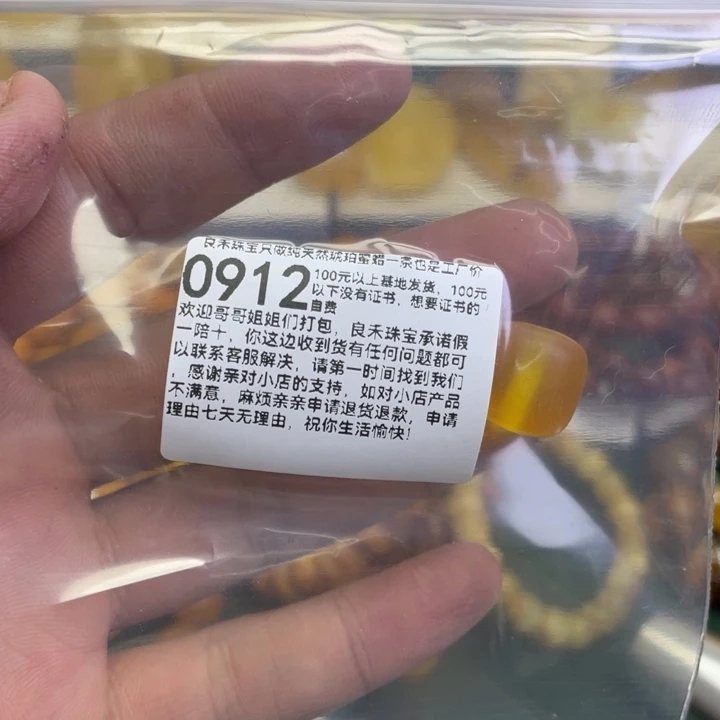 良未珠宝只做纯天然琥珀蜜蜡一条也是工厂价
0912 100元以上基地发货，100元
以下没有证书，想要证书的
自费
欢迎哥哥姐姐们打包，良未珠宝承诺假
一陪十，你这边收到货有任何问题都可
以联系客服解决，请第一时间找到我们
，感谢亲对小店的支持，如对小店产品
不满意，麻烦亲亲申请退货退款，申请
理由七天无理由，祝你生活愉快！